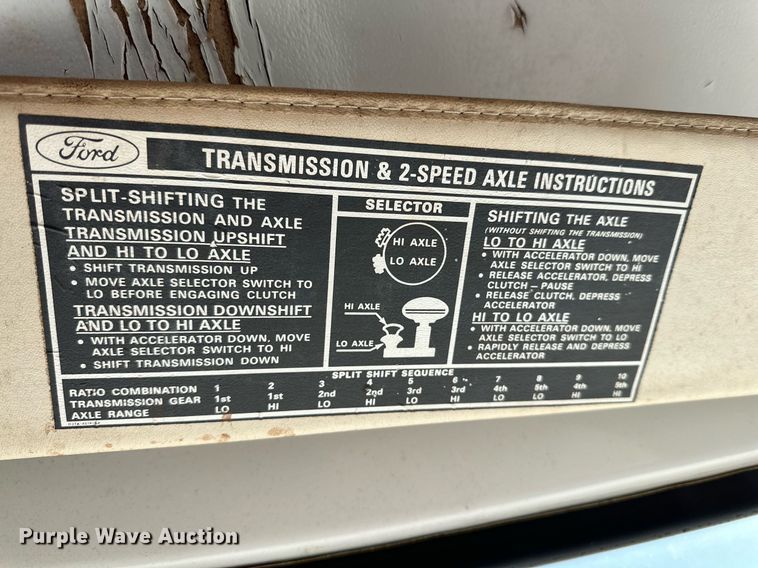 Ford
TRANSMISSION & 2-SPEED AXLE INSTRUCTIONS
SPLIT-SHIFTING THE
TRANSMISSION AND AXLE
TRANSMISSION UPSHIFT
AND HI TO LO AXLE
• SHIFT TRANSMISSION UP
• MOVE AXLE SELECTOR SWITCH TO
LO BEFORE ENGAGING CLUTCH
TRANSMISSION DOWNSHIFT
AND LO TO HI AXLE
• WITH ACCELERATOR DOWN, MOVE
AXLE SELECTOR SWITCH TO HI
• SHIFT TRANSMISSION DOWN
SELECTOR
HI AXLE
LO AXLE
HI AXLE
LO AXLE
SHIFTING THE AXLE
(WITHOUT SHIFTING THE TRANSMISSION)
LO TO HI AXLE
• WITH ACCELERATOR DOWN, MOVE
AXLE SELECTOR SWITCH TO HI
• RELEASE ACCELERATOR, DEPRESS
CLUTCH – PAUSE
• RELEASE CLUTCH, DEPRESS
ACCELERATOR
HI TO LO AXLE
• WITH ACCELERATOR DOWN, MOVE
AXLE SELECTOR SWITCH TO LO
• RAPIDLY RELEASE AND DEPRESS
ACCELERATOR
SPLIT SHIFT SEQUENCE
RATIO COMBINATION 1 2 3 4 5 6 7 8 9 10
TRANSMISSION GEAR 1st 1st 2nd 2nd 3rd 3rd 4th 5th 4th 5th
AXLE RANGE LO HI LO HI LO HI LO LO HI HI
Purple Wave Auction